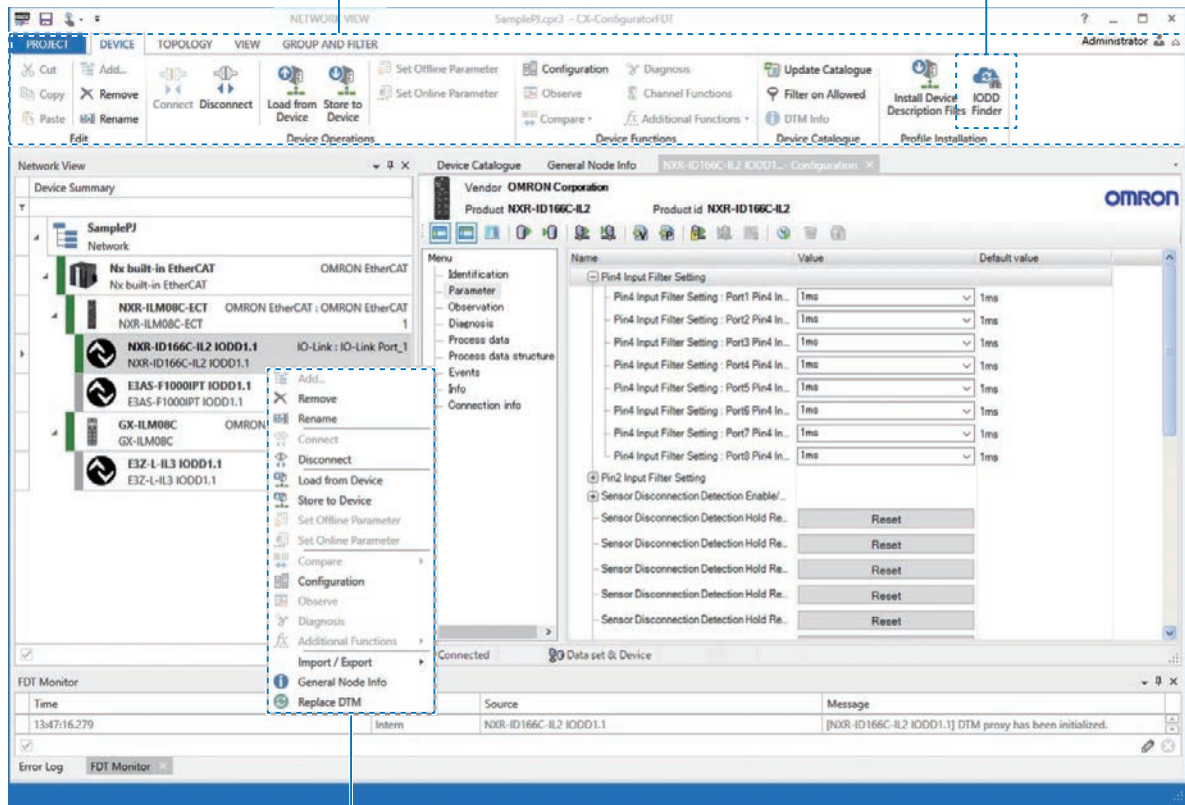 NETWORK VIEW
SamplePJ.cpr3 - CX-ConfiguratorFDT
PROJECT DEVICE TOPOLOGY VIEW GROUP AND FILTER Administrator
Cut Add... Set Offline Parameter Configuration Diagnosis Update Catalogue
Copy Remove Connect Disconnect Load from Device Store to Device Set Online Parameter Observe Channel Functions Filter on Allowed Install Device Description Files IODD Finder
Paste Rename Compare Additional Functions DTM Info
Edit Device Operations Device Functions Device Catalogue Profile Installation
Network View Device Catalogue General Node Info NXR-ID166C-IL2 IODD1...- Configuration
Device Summary
SamplePJ
Network
Nx built-in EtherCAT OMRON EtherCAT
Nx built-in EtherCAT
NXR-ILM08C-ECT OMRON EtherCAT : OMRON EtherCAT
NXR-ILM08C-ECT 1
NXR-ID166C-IL2 IODD1.1 IO-Link : IO-Link Port_1
NXR-ID166C-IL2 IODD1.1
E3AS-F1000IPT IODD1.1
E3AS-F1000IPT IODD1.1
GX-ILM08C OMRON
GX-ILM08C
E3Z-L-IL3 IODD1.1
E3Z-L-IL3 IODD1.1
Add...
Remove
Rename
Connect
Disconnect
Load from Device
Store to Device
Set Offline Parameter
Set Online Parameter
Compare
Configuration
Observe
Diagnosis
Additional Functions
Import / Export
General Node Info
Replace DTM
Vendor OMRON Corporation
Product NXR-ID166C-IL2 Product id NXR-ID166C-IL2
OMRON
Menu
Identification
Parameter
Observation
Diagnosis
Process data
Process data structure
Events
Info
Connection info
Name Value Default value
Pin4 Input Filter Setting
Pin4 Input Filter Setting : Port1 Pin4 In... 1ms 1ms
Pin4 Input Filter Setting : Port2 Pin4 In... 1ms 1ms
Pin4 Input Filter Setting : Port3 Pin4 In... 1ms 1ms
Pin4 Input Filter Setting : Port4 Pin4 In... 1ms 1ms
Pin4 Input Filter Setting : Port5 Pin4 In... 1ms 1ms
Pin4 Input Filter Setting : Port6 Pin4 In... 1ms 1ms
Pin4 Input Filter Setting : Port7 Pin4 In... 1ms 1ms
Pin4 Input Filter Setting : Port8 Pin4 In... 1ms 1ms
Pin2 Input Filter Setting
Sensor Disconnection Detection Enable/...
Sensor Disconnection Detection Hold Re... Reset
Sensor Disconnection Detection Hold Re... Reset
Sensor Disconnection Detection Hold Re... Reset
Sensor Disconnection Detection Hold Re... Reset
Sensor Disconnection Detection Hold Re... Reset
Connected Data set & Device
FDT Monitor
Time Source Message
13:47:16.279 Intern NXR-ID166C-IL2 IODD1.1 [NXR-ID166C-IL2 IODD1.1] DTM proxy has been initialized.
Error Log FDT Monitor